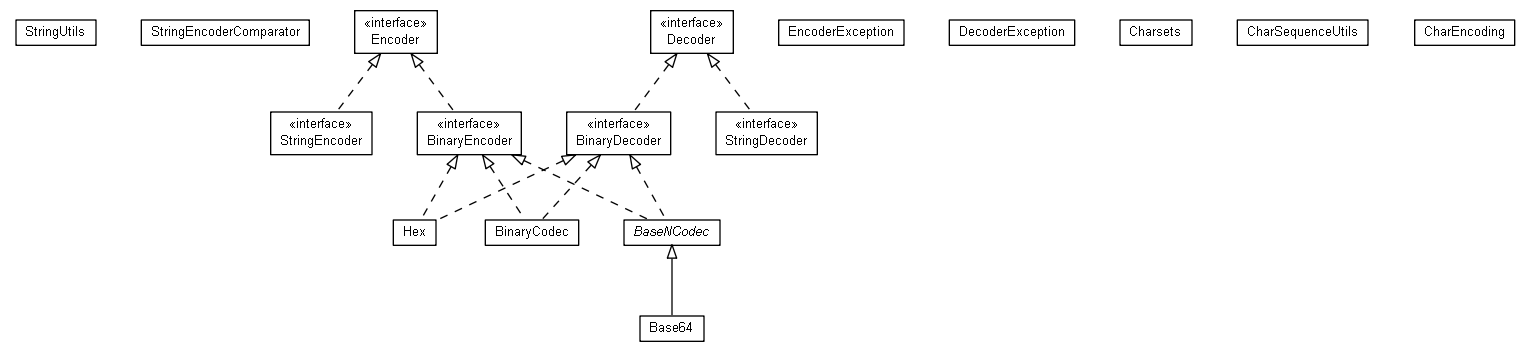 StringUtils
StringEncoderComparator
«interface»
Encoder
«interface»
Decoder
EncoderException
DecoderException
Charsets
CharSequenceUtils
CharEncoding
«interface»
StringEncoder
«interface»
BinaryEncoder
«interface»
BinaryDecoder
«interface»
StringDecoder
Hex
BinaryCodec
BaseNCodec
Base64